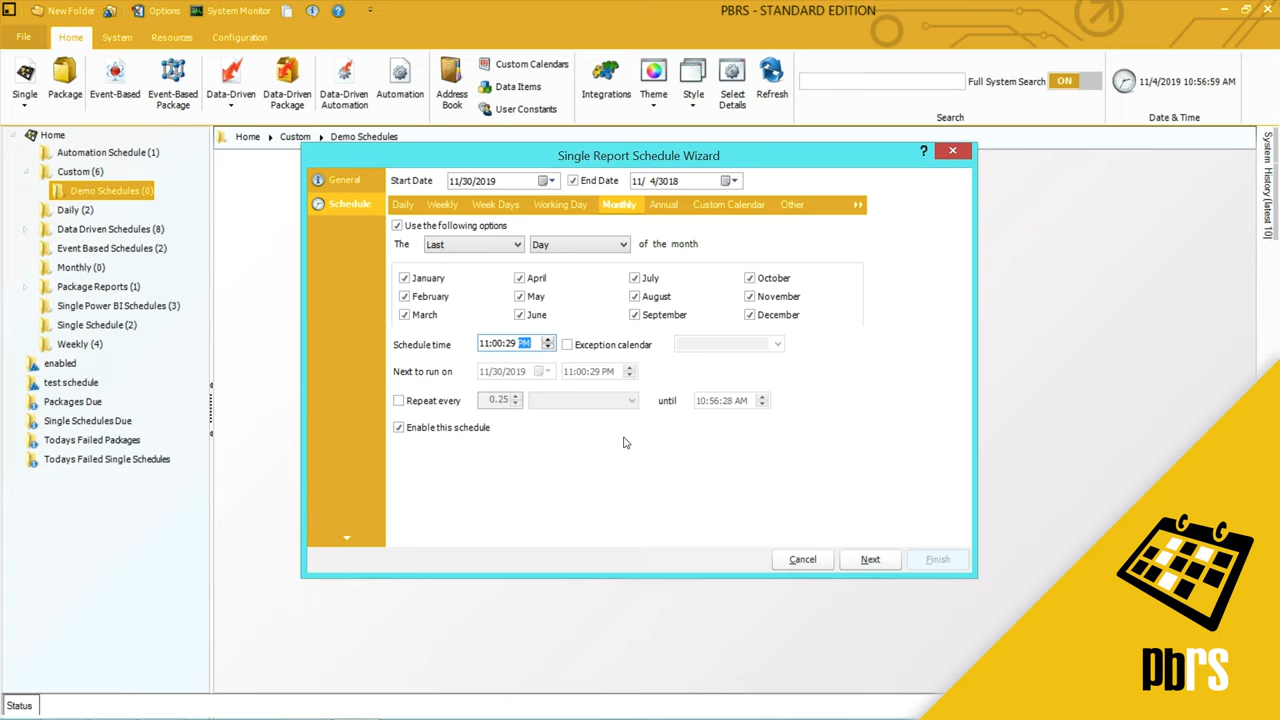 New Folder Options System Monitor
PBRS - STANDARD EDITION
File Home System Resources Configuration
Single Package Event-Based Event-Based Package Data-Driven Data-Driven Package Data-Driven Automation Automation Address Book
Custom Calendars
Data Items
User Constants
Integrations Theme Style Select Details Refresh
Full System Search ON
Search
11/4/2019 10:56:59 AM
Date & Time
Home
Automation Schedule (1)
Custom (6)
Demo Schedules (0)
Daily (2)
Data Driven Schedules (8)
Event Based Schedules (2)
Monthly (0)
Package Reports (1)
Single Power BI Schedules (3)
Single Schedule (2)
Weekly (4)
enabled
test schedule
Packages Due
Single Schedules Due
Todays Failed Packages
Todays Failed Single Schedules
Home Custom Demo Schedules
Single Report Schedule Wizard
?
General
Schedule
Start Date 11/30/2019 End Date 11/ 4/3018
Daily Weekly Week Days Working Day Monthly Annual Custom Calendar Other
Use the following options
The Last Day of the month
January April July October
February May August November
March June September December
Schedule time 11:00:29 PM Exception calendar
Next to run on 11/30/2019 11:00:29 PM
Repeat every 0.25 until 10:56:28 AM
Enable this schedule
Cancel Next Finish
System History (latest 10)
pbrs
Status